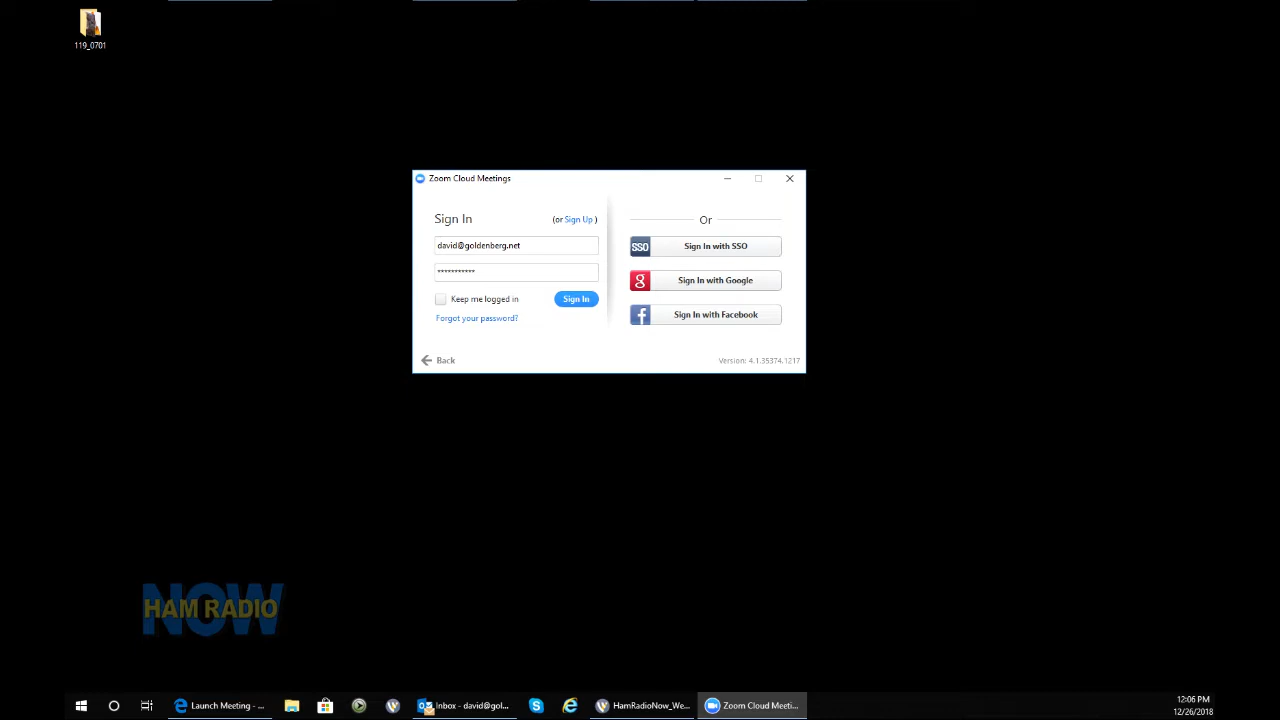 119_0701
Zoom Cloud Meetings
Sign In
(or Sign Up )
david@goldenberg.net
***********
Keep me logged in
Sign In
Forgot your password?
Or
SSO
Sign In with SSO
g
Sign In with Google
f
Sign In with Facebook
Back
Version: 4.1.35374.1217
NOW
HAM RADIO
Launch Meeting - ...
Inbox - david@gol...
HamRadioNow_We...
Zoom Cloud Meeti...
12:06 PM
12/26/2018